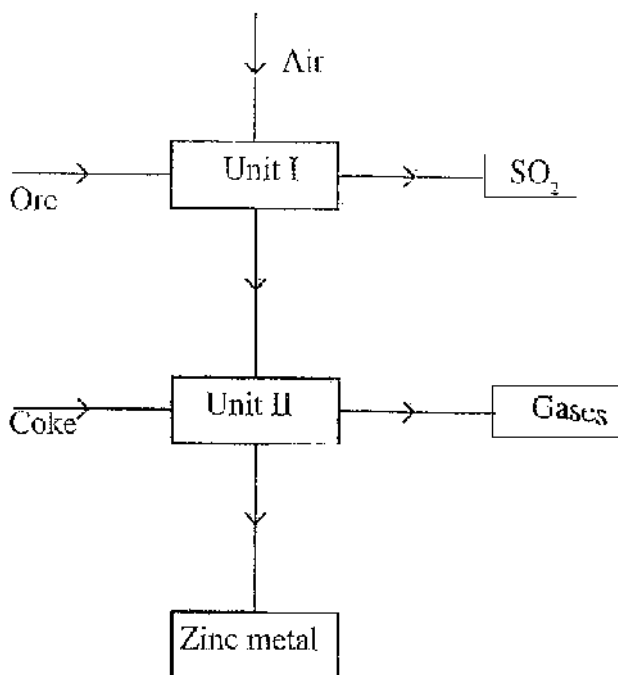 Air
Unit I
SO₂
Ore
Unit II
Gases
Coke
Zinc metal